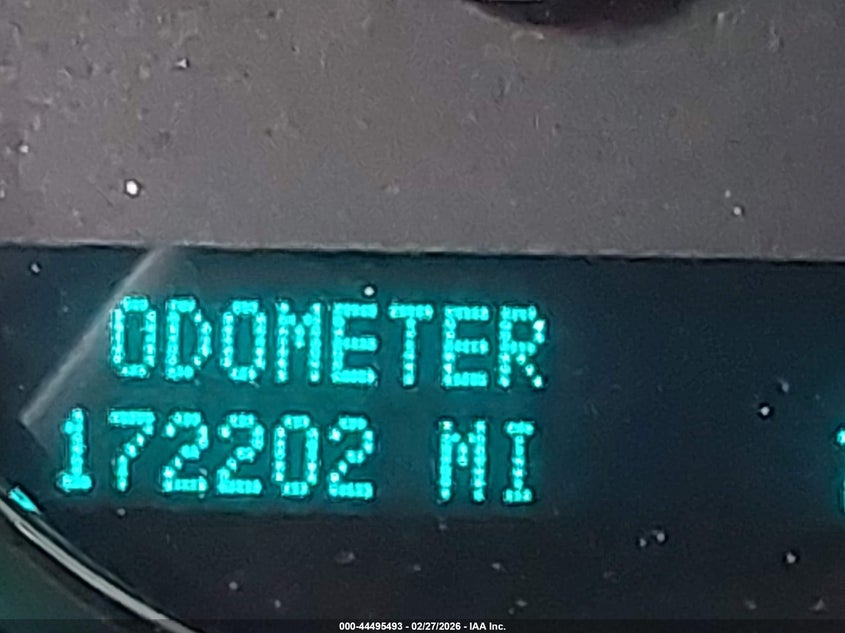 ODOMETER
172202 MI
000-44495493 - 02/27/2026 - IAA Inc.